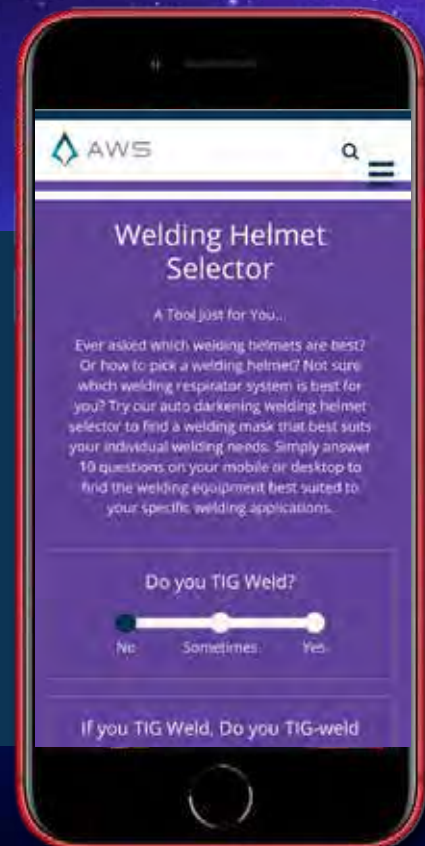 AWS
Welding Helmet
Selector
A Tool Just for You...
Ever asked which welding helmets are best?
Or how to pick a welding helmet? Not sure
which welding respirator system is best for
you? Try our auto darkening welding helmet
selector to find a welding mask that best suits
your individual welding needs. Simply answer
10 questions on your mobile or desktop to
find the welding equipment best suited to
your specific welding applications.
Do you TIG Weld?
No Sometimes Yes
If you TIG Weld, Do you TIG-weld